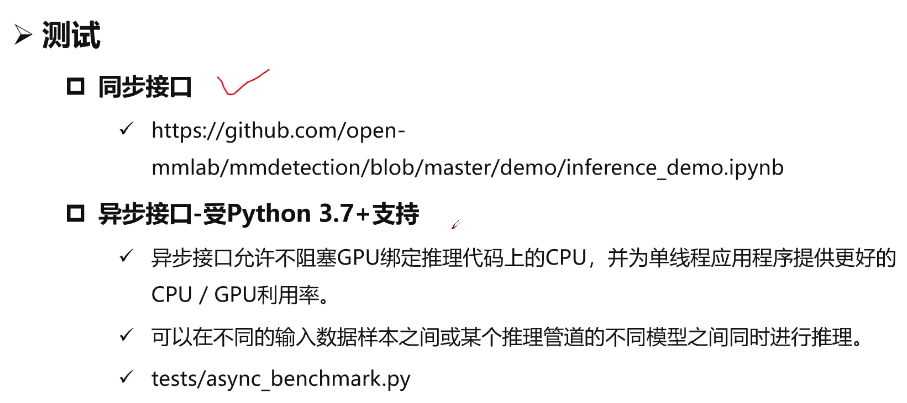 测试
同步接口
https://github.com/open-
mmlab/mmdetection/blob/master/demo/inference_demo.ipynb
异步接口-受Python 3.7+支持
异步接口允许不阻塞GPU绑定推理代码上的CPU，并为单线程应用程序提供更好的
CPU / GPU利用率。
可以在不同的输入数据样本之间或某个推理管道的不同模型之间同时进行推理。
tests/async_benchmark.py